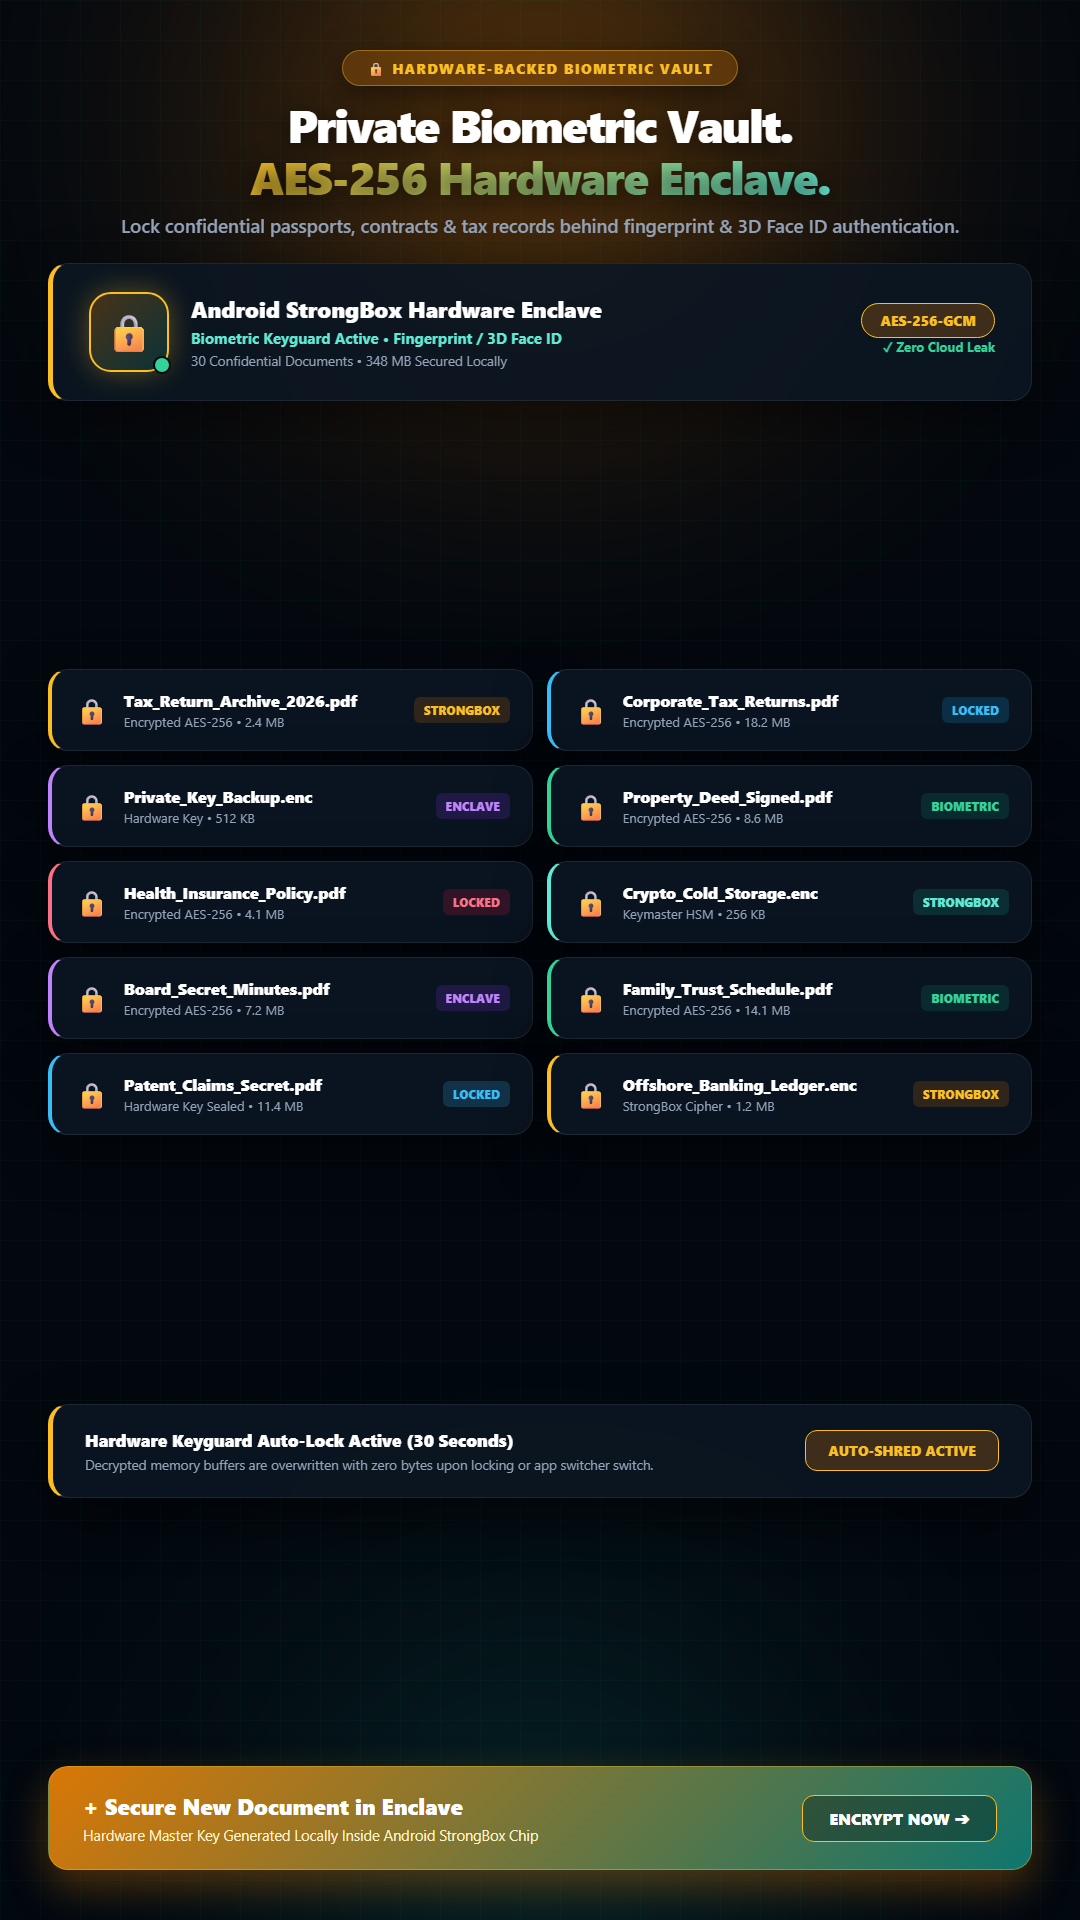 🔒 HARDWARE-BACKED BIOMETRIC VAULT
Private Biometric Vault.
AES-256 Hardware Enclave.
Lock confidential passports, contracts & tax records behind fingerprint & 3D Face ID authentication.
Android StrongBox Hardware Enclave
Biometric Keyguard Active • Fingerprint / 3D Face ID
30 Confidential Documents • 348 MB Secured Locally
AES-256-GCM
✓ Zero Cloud Leak
Tax_Return_Archive_2026.pdf
Encrypted AES-256 • 2.4 MB
STRONGBOX
Corporate_Tax_Returns.pdf
Encrypted AES-256 • 18.2 MB
LOCKED
Private_Key_Backup.enc
Hardware Key • 512 KB
ENCLAVE
Property_Deed_Signed.pdf
Encrypted AES-256 • 8.6 MB
BIOMETRIC
Health_Insurance_Policy.pdf
Encrypted AES-256 • 4.1 MB
LOCKED
Crypto_Cold_Storage.enc
Keymaster HSM • 256 KB
STRONGBOX
Board_Secret_Minutes.pdf
Encrypted AES-256 • 7.2 MB
ENCLAVE
Family_Trust_Schedule.pdf
Encrypted AES-256 • 14.1 MB
BIOMETRIC
Patent_Claims_Secret.pdf
Hardware Key Sealed • 11.4 MB
LOCKED
Offshore_Banking_Ledger.enc
StrongBox Cipher • 1.2 MB
STRONGBOX
Hardware Keyguard Auto-Lock Active (30 Seconds)
Decrypted memory buffers are overwritten with zero bytes upon locking or app switcher switch.
AUTO-SHRED ACTIVE
+ Secure New Document in Enclave
Hardware Master Key Generated Locally Inside Android StrongBox Chip
ENCRYPT NOW ➔